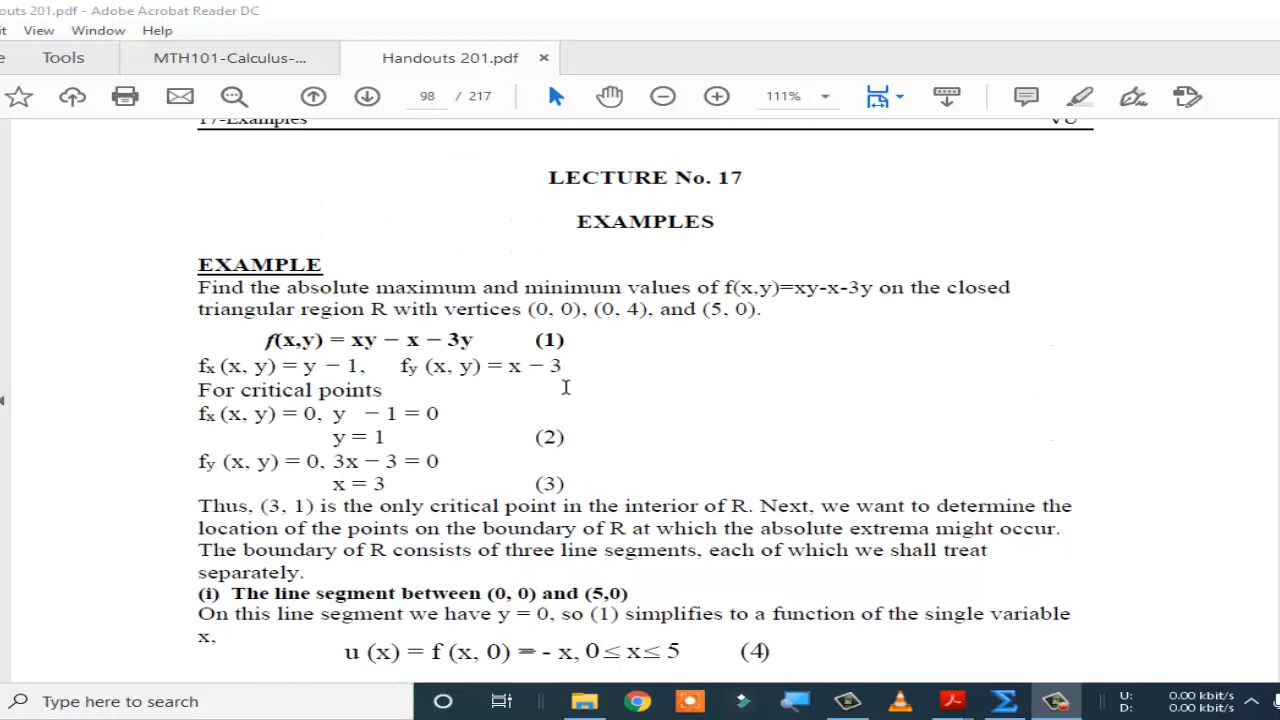 outs 201.pdf - Adobe Acrobat Reader DC
it View Window Help
e Tools MTH101-Calculus-... Handouts 201.pdf ×
98 / 217 111%
17-Examples VU
LECTURE No. 17
EXAMPLES
EXAMPLE
Find the absolute maximum and minimum values of f(x,y)=xy-x-3y on the closed
triangular region R with vertices (0, 0), (0, 4), and (5, 0).
f(x,y) = xy − x − 3y (1)
fx (x, y) = y − 1, fy (x, y) = x − 3
For critical points
fx (x, y) = 0, y − 1 = 0
y = 1 (2)
fy (x, y) = 0, 3x − 3 = 0
x = 3 (3)
Thus, (3, 1) is the only critical point in the interior of R. Next, we want to determine the
location of the points on the boundary of R at which the absolute extrema might occur.
The boundary of R consists of three line segments, each of which we shall treat
separately.
(i) The line segment between (0, 0) and (5,0)
On this line segment we have y = 0, so (1) simplifies to a function of the single variable
x,
u (x) = f (x, 0) = - x, 0 ≤ x ≤ 5 (4)
Type here to search
U: 0.00 kbit/s
D: 0.00 kbit/s